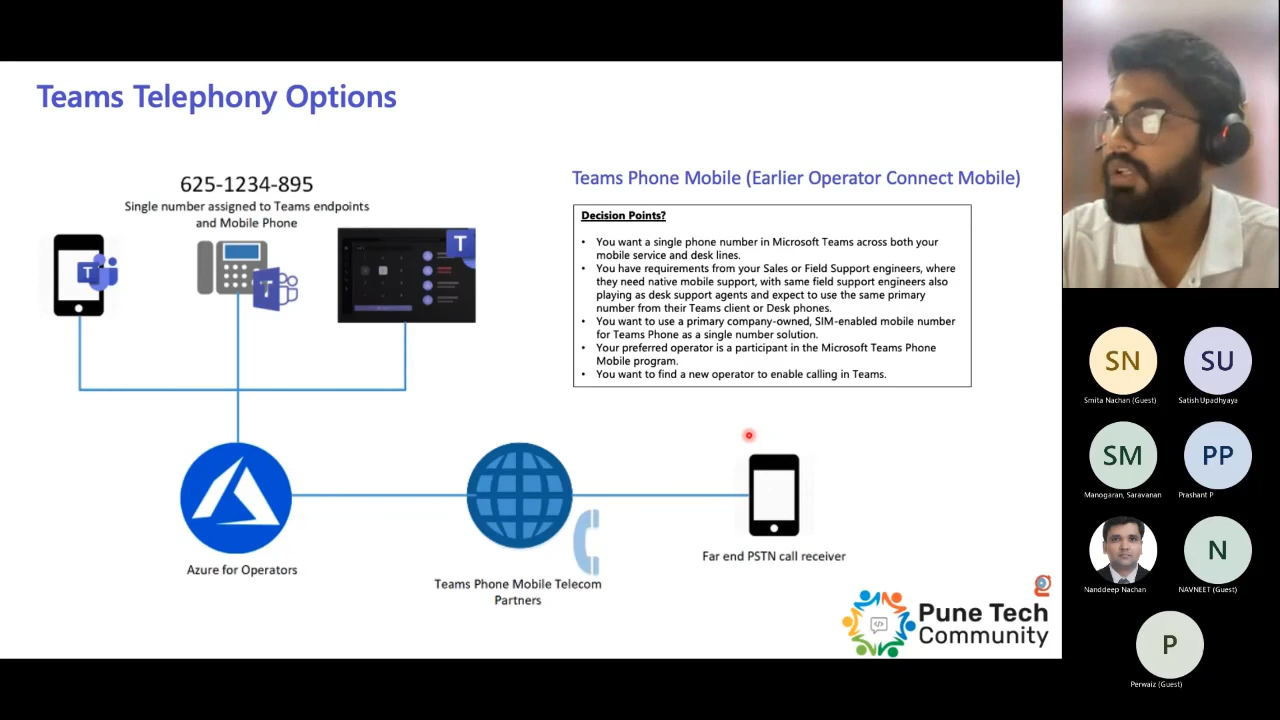 Teams Telephony Options
625-1234-895
Single number assigned to Teams endpoints
and Mobile Phone
T
T
T
Teams Phone Mobile (Earlier Operator Connect Mobile)
Decision Points?
• You want a single phone number in Microsoft Teams across both your
mobile service and desk lines.
• You have requirements from your Sales or Field Support engineers, where
they need native mobile support, with same field support engineers also
playing as desk support agents and expect to use the same primary
number from their Teams client or Desk phones.
• You want to use a primary company-owned, SIM-enabled mobile number
for Teams Phone as a single number solution.
• Your preferred operator is a participant in the Microsoft Teams Phone
Mobile program.
• You want to find a new operator to enable calling in Teams.
Azure for Operators
Teams Phone Mobile Telecom
Partners
Far end PSTN call receiver
</>
Pune Tech
Community
SN
Smita Nachan (Guest)
SU
Satish Upadhyaya
SM
Manogaran, Saravanan
PP
Prashant P
Nanddeep Nachan
N
NAVNEET (Guest)
P
Perwaiz (Guest)